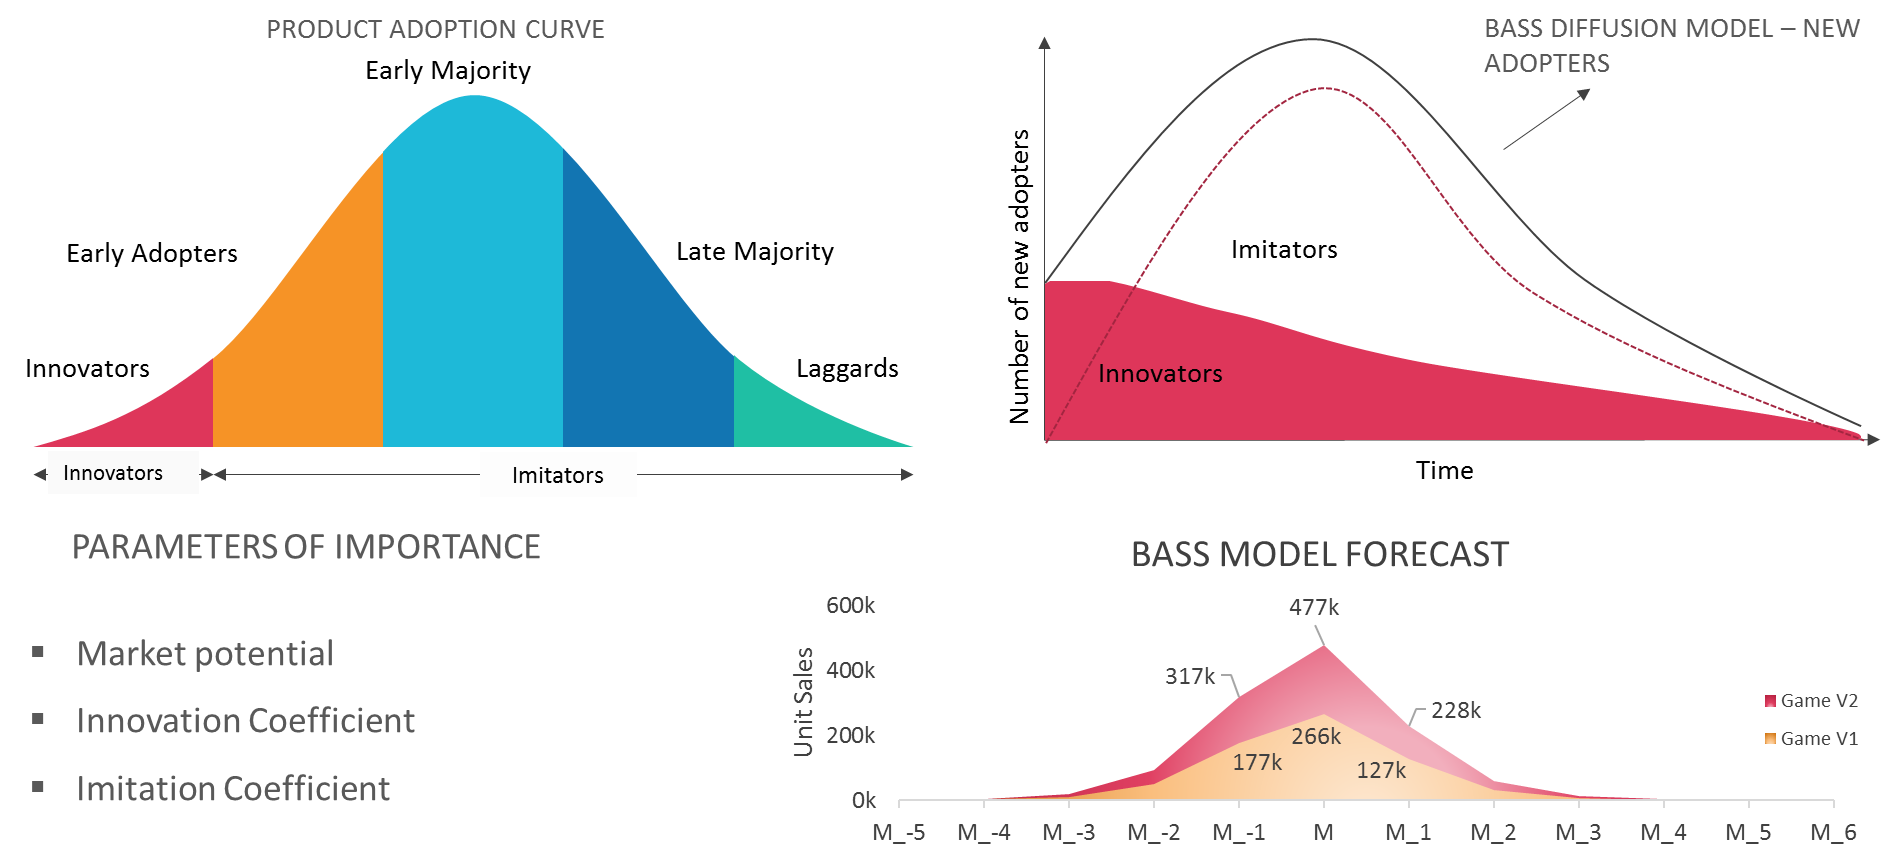 PRODUCT ADOPTION CURVE
Early Majority
Early Adopters
Late Majority
Innovators
Laggards
Innovators
Imitators
BASS DIFFUSION MODEL – NEW
ADOPTERS
Number of new adopters
Imitators
Innovators
Time
PARAMETERS OF IMPORTANCE
▪ Market potential
▪ Innovation Coefficient
▪ Imitation Coefficient
BASS MODEL FORECAST
Unit Sales
600k
400k
200k
0k
477k
317k
228k
266k
177k
127k
Game V2
Game V1
M_-5 M_-4 M_-3 M_-2 M_-1 M M_1 M_2 M_3 M_4 M_5 M_6